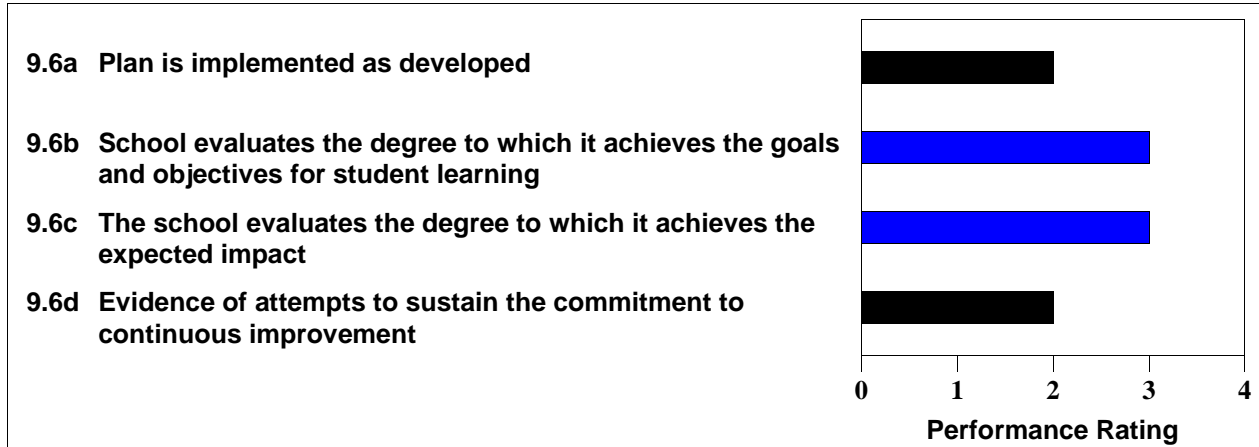 9.6a Plan is implemented as developed
9.6b School evaluates the degree to which it achieves the goals
and objectives for student learning
9.6c The school evaluates the degree to which it achieves the
expected impact
9.6d Evidence of attempts to sustain the commitment to
continuous improvement
0 1 2 3 4
Performance Rating